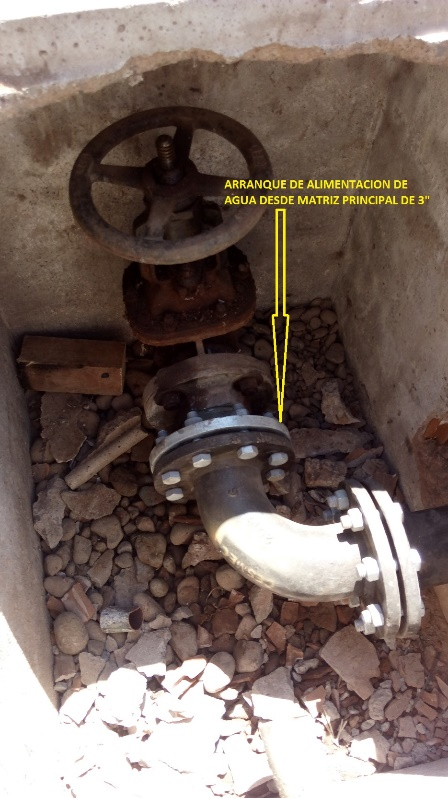 ARRANQUE DE ALIMENTACION DE
AGUA DESDE MATRIZ PRINCIPAL DE 3"